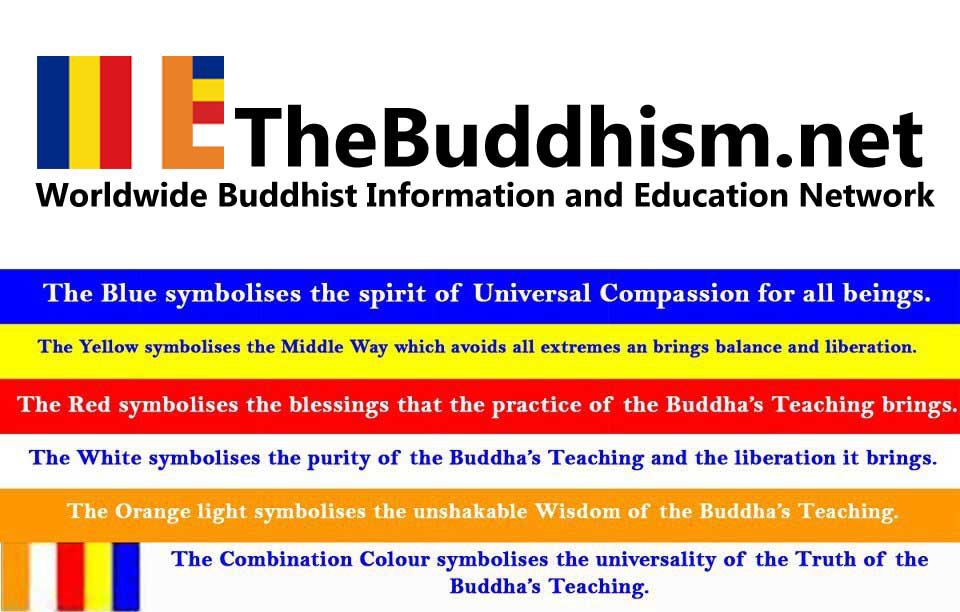 TheBuddhism.net
Worldwide Buddhist Information and Education Network
The Blue symbolises the spirit of Universal Compassion for all beings.
The Yellow symbolises the Middle Way which avoids all extremes an brings balance and liberation.
The Red symbolises the blessings that the practice of the Buddha's Teaching brings.
The White symbolises the purity of the Buddha's Teaching and the liberation it brings.
The Orange light symbolises the unshakable Wisdom of the Buddha's Teaching.
The Combination Colour symbolises the universality of the Truth of the
Buddha's Teaching.